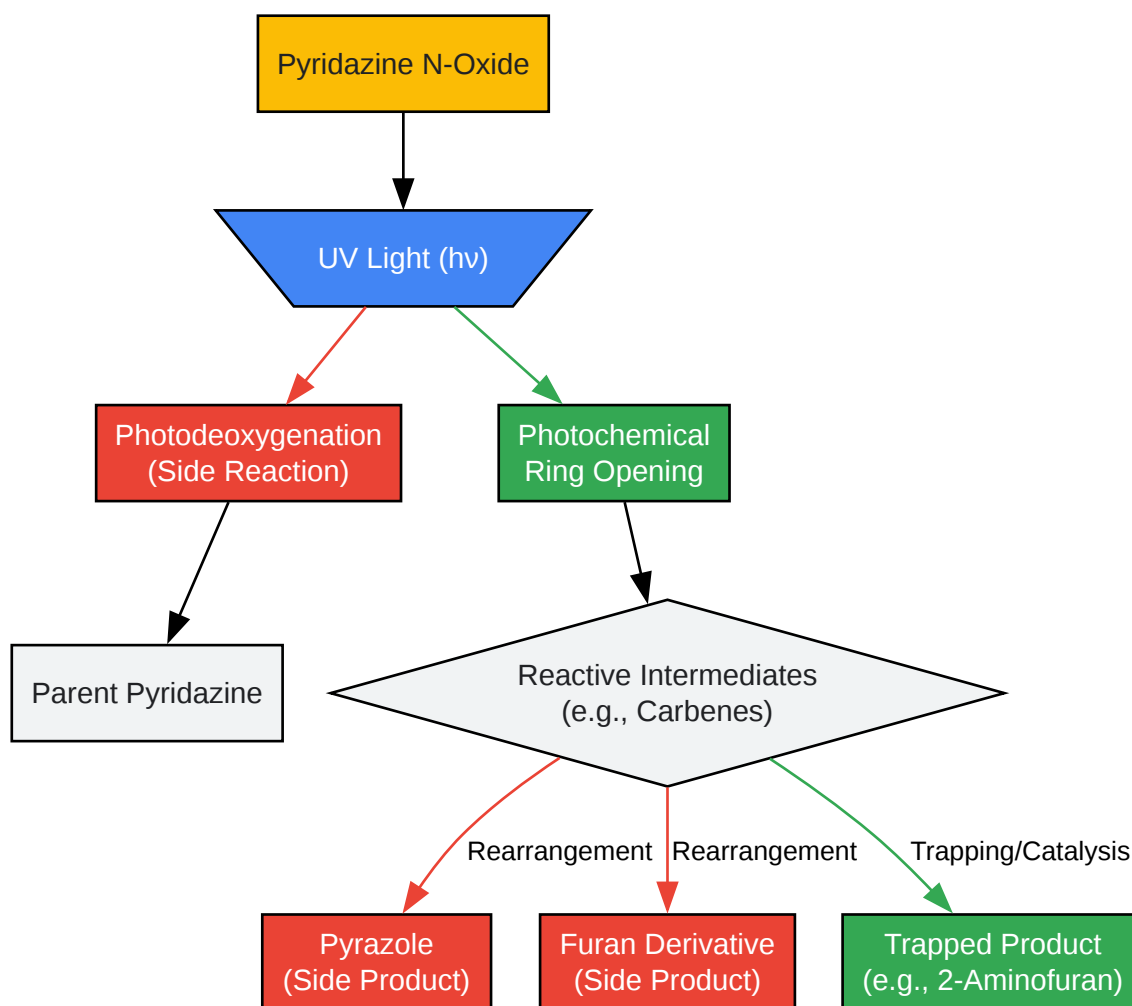 Pyridazine N-Oxide
UV Light (hν)
Photodeoxygenation
(Side Reaction)
Photochemical
Ring Opening
Parent Pyridazine
Reactive Intermediates
(e.g., Carbenes)
Rearrangement
Rearrangement
Trapping/Catalysis
Pyrazole
(Side Product)
Furan Derivative
(Side Product)
Trapped Product
(e.g., 2-Aminofuran)